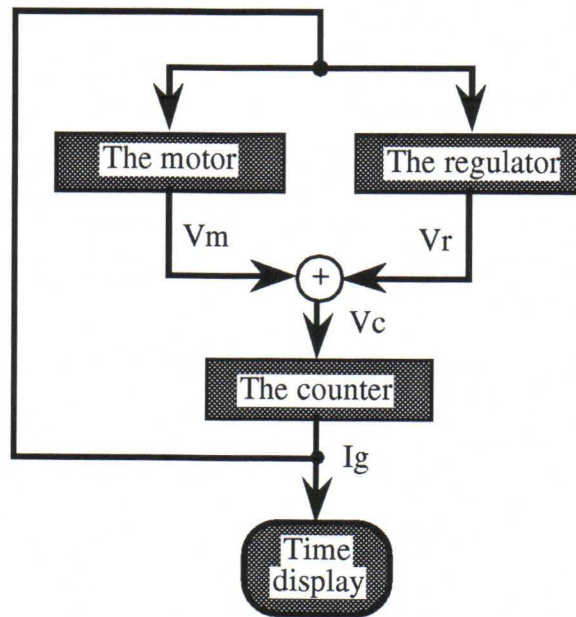 The motor
The regulator
Vm
Vr
+
Vc
The counter
Ig
Time
display